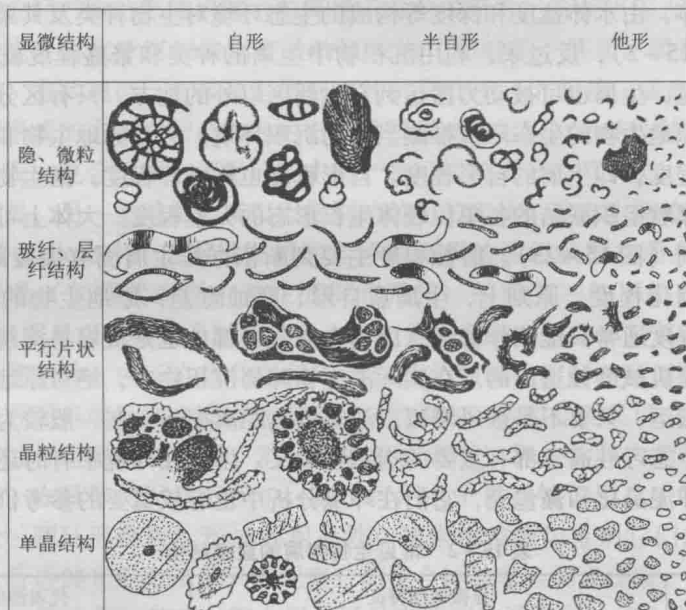 显微结构 自形 半自形 他形
隐、微粒
结构
玻纤、层
纤结构
平行片状
结构
晶粒结构
单晶结构